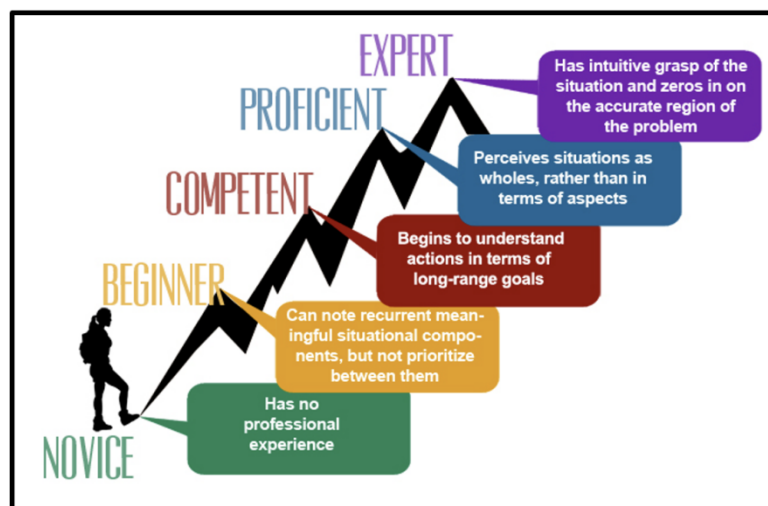 EXPERT
Has intuitive grasp of the
situation and zeros in on
the accurate region of
the problem
PROFICIENT
Perceives situations as
wholes, rather than in
terms of aspects
COMPETENT
Begins to understand
actions in terms of
long-range goals
BEGINNER
Can note recurrent mean-
ingful situational compo-
nents, but not prioritize
between them
NOVICE
Has no
professional
experience